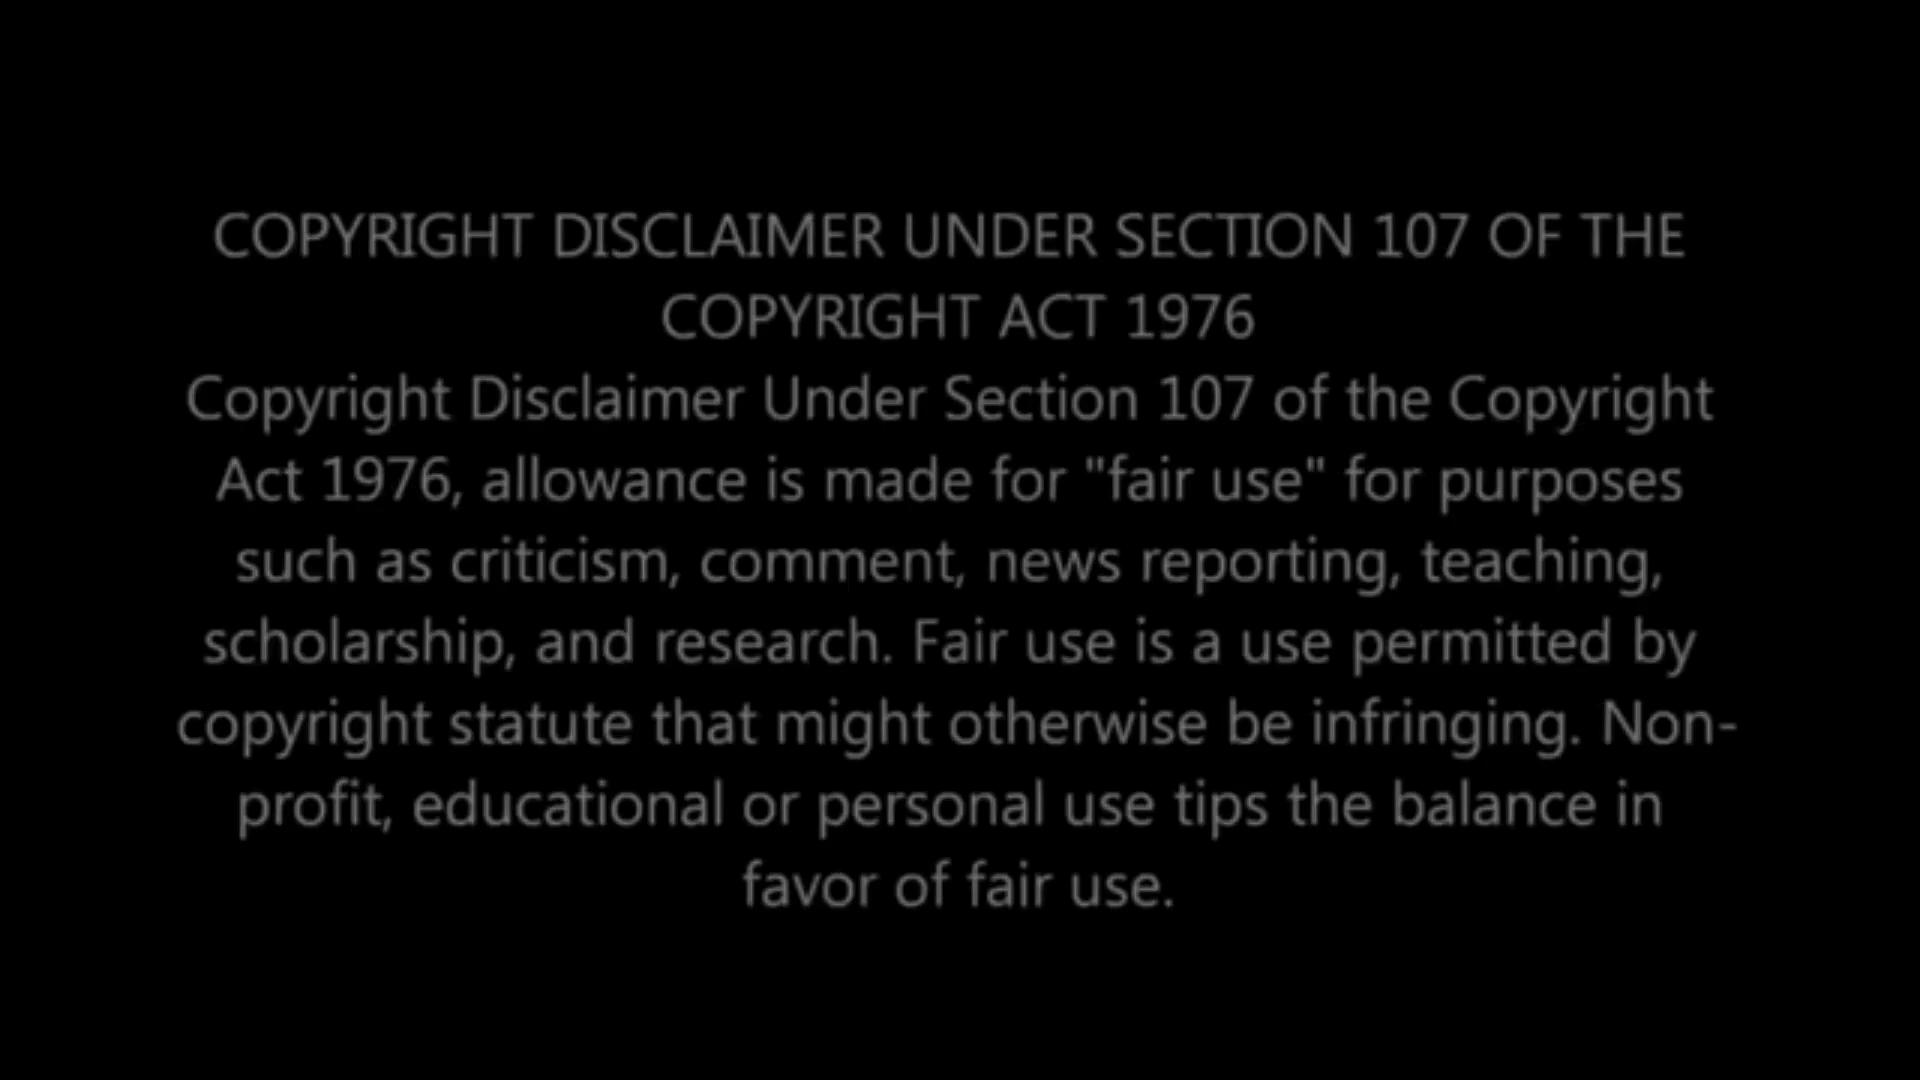 COPYRIGHT DISCLAIMER UNDER SECTION 107 OF THE
COPYRIGHT ACT 1976
Copyright Disclaimer Under Section 107 of the Copyright
Act 1976, allowance is made for "fair use" for purposes
such as criticism, comment, news reporting, teaching,
scholarship, and research. Fair use is a use permitted by
copyright statute that might otherwise be infringing. Non-
profit, educational or personal use tips the balance in
favor of fair use.